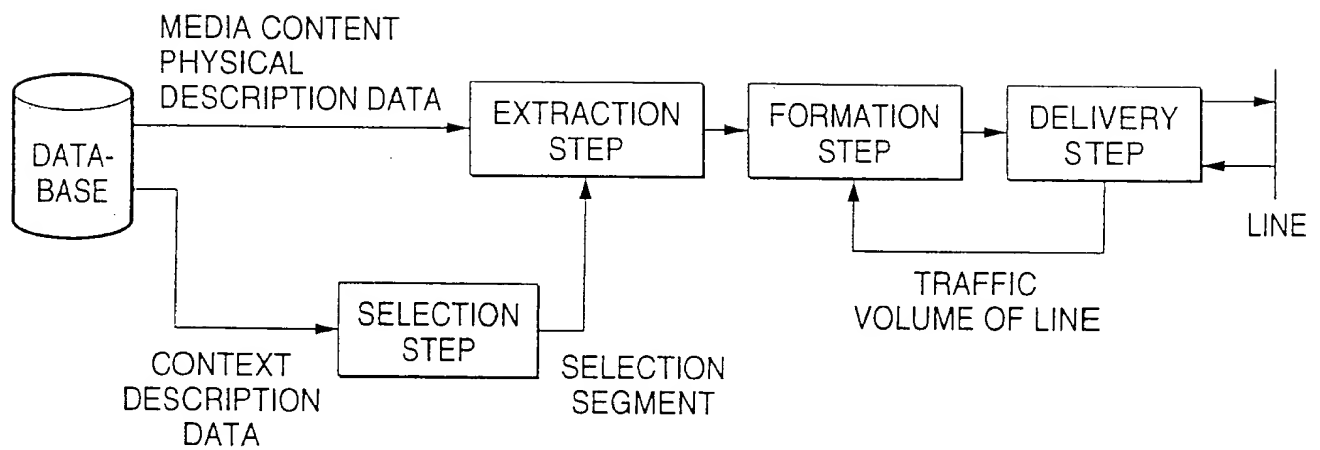 MEDIA CONTENT
PHYSICAL
DESCRIPTION DATA
DATA-
BASE
EXTRACTION
STEP
FORMATION
STEP
DELIVERY
STEP
LINE
TRAFFIC
VOLUME OF LINE
SELECTION
STEP
CONTEXT
DESCRIPTION
DATA
SELECTION
SEGMENT